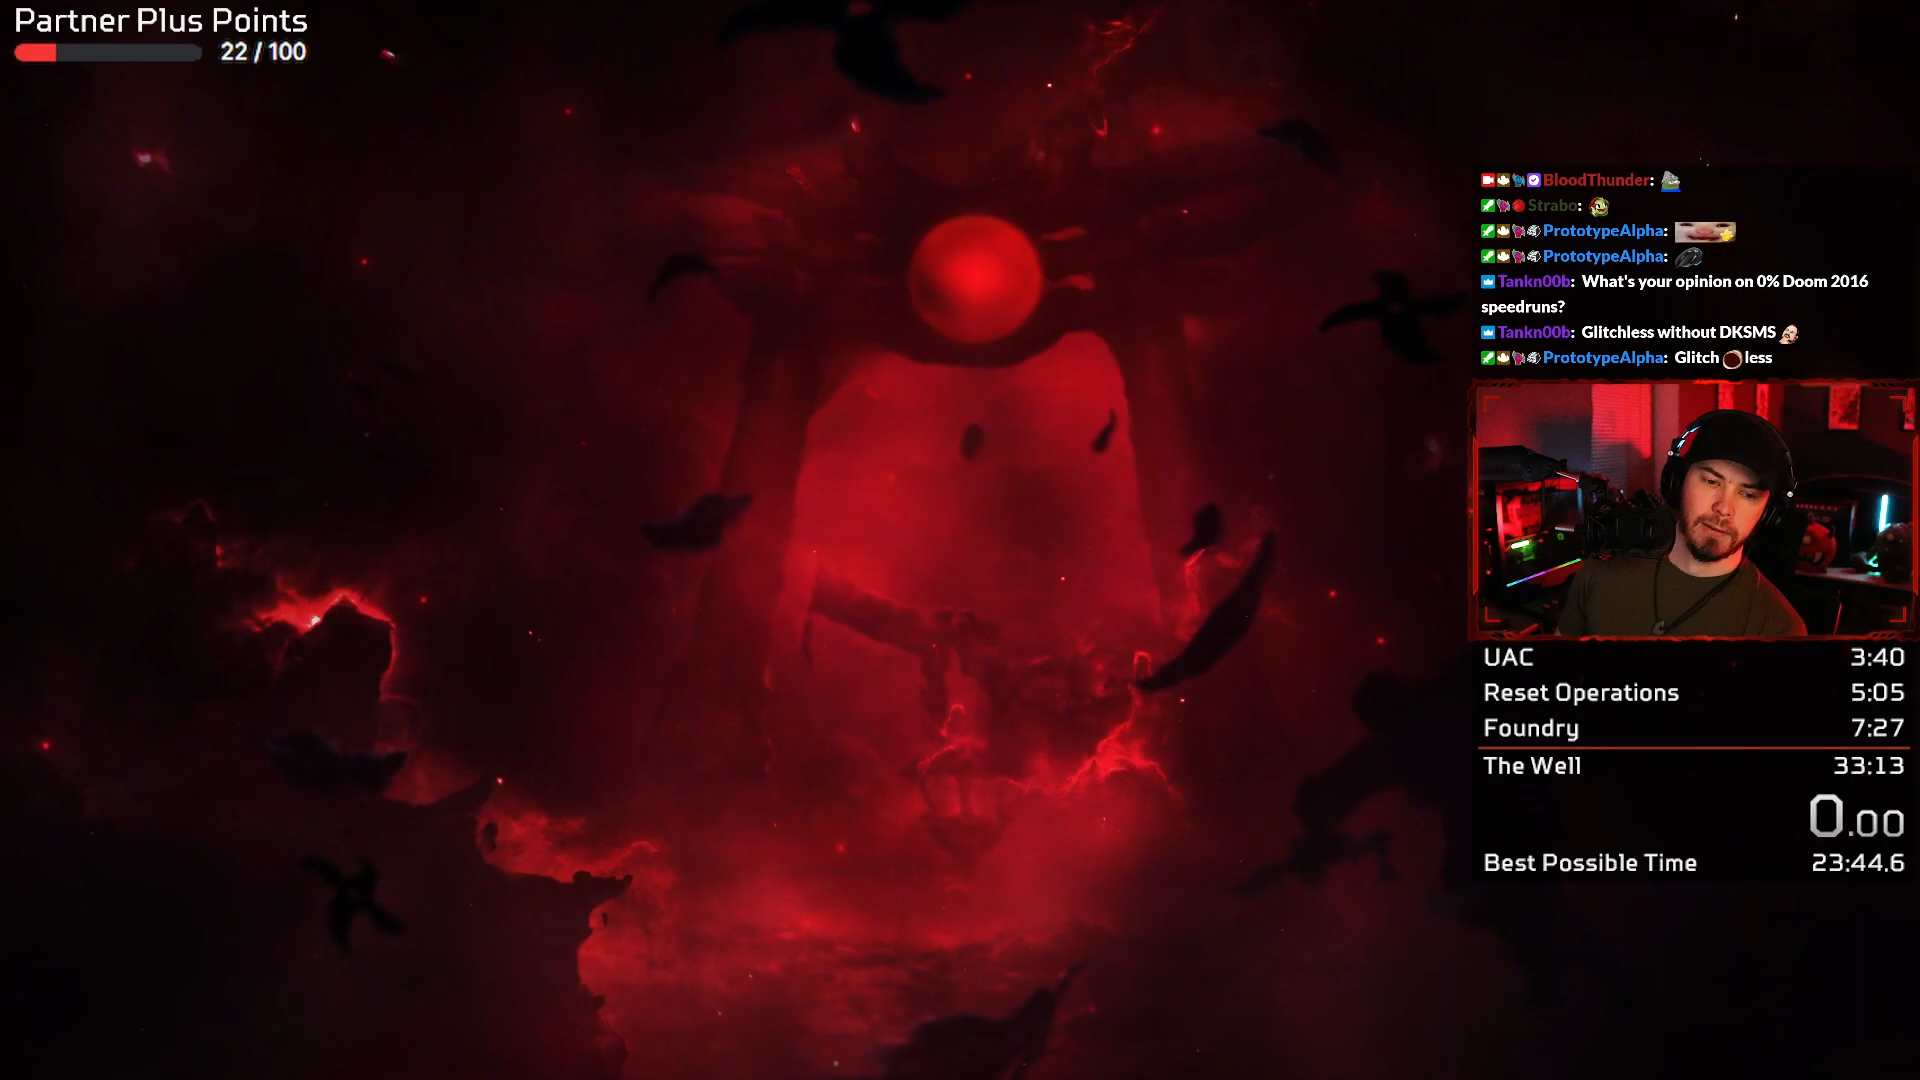 Partner Plus Points
22 / 100
BloodThunder:
Strabo:
PrototypeAlpha:
PrototypeAlpha:
Tankn00b: What's your opinion on 0% Doom 2016
speedruns?
Tankn00b: Glitchless without DKSMS
PrototypeAlpha: Glitch less
UAC 3:40
Reset Operations 5:05
Foundry 7:27
The Well 33:13
0.00
Best Possible Time 23:44.6